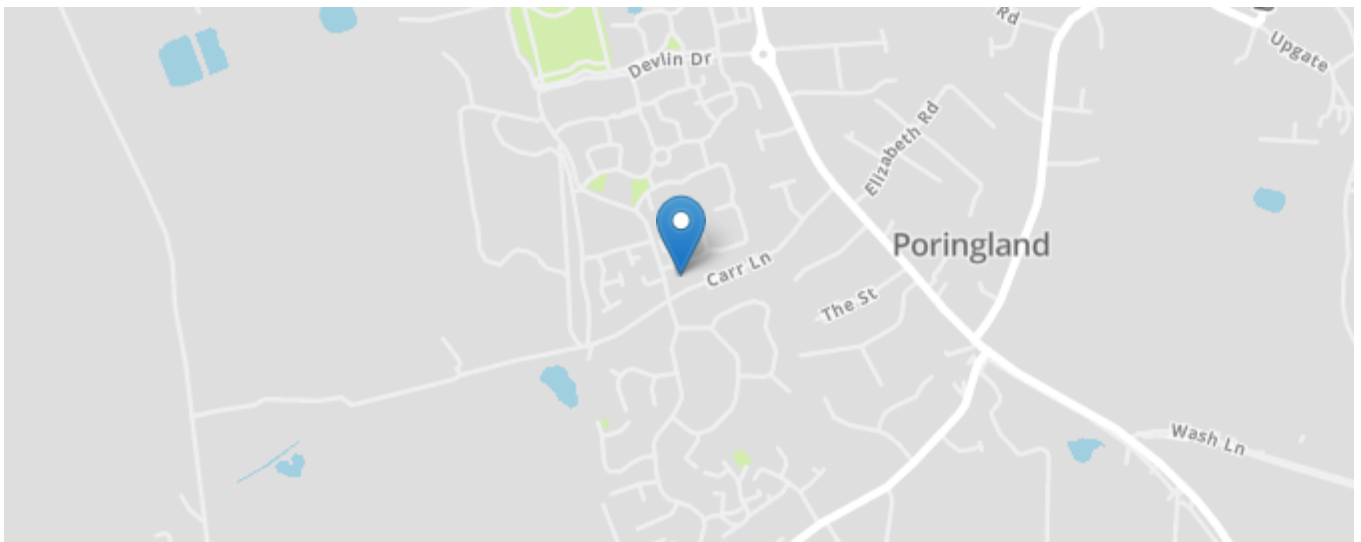 Rd
Upgate
Devlin Dr
Elizabeth Rd
Poringland
Carr Ln
The St
Wash Ln